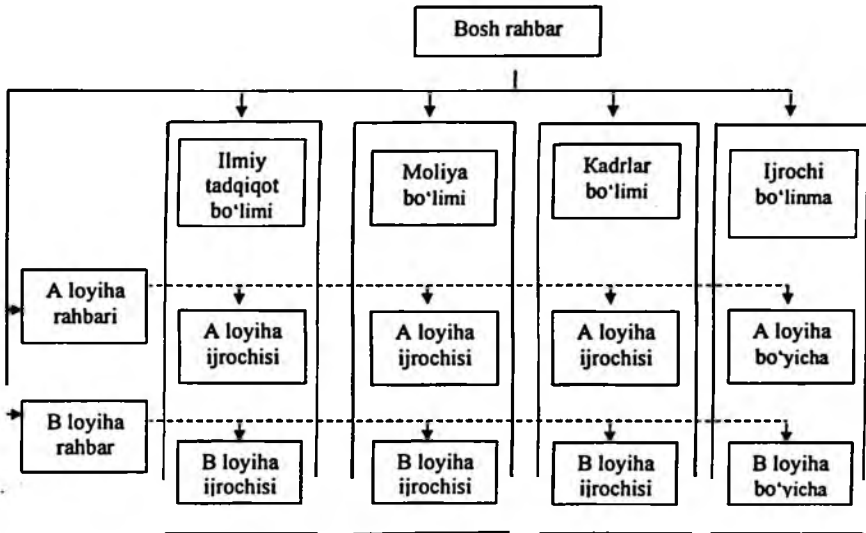 Bosh rahbar
Ilmiy
tadqiqot
bo‘limi
Moliya
bo‘limi
Kadrlar
bo‘limi
Ijrochi
bo‘linma
A loyiha
rahbari
A loyiha
ijrochisi
A loyiha
ijrochisi
A loyiha
ijrochisi
A loyiha
bo‘yicha
B loyiha
rahbar
B loyiha
ijrochisi
B loyiha
ijrochisi
B loyiha
ijrochisi
B loyiha
bo‘yicha